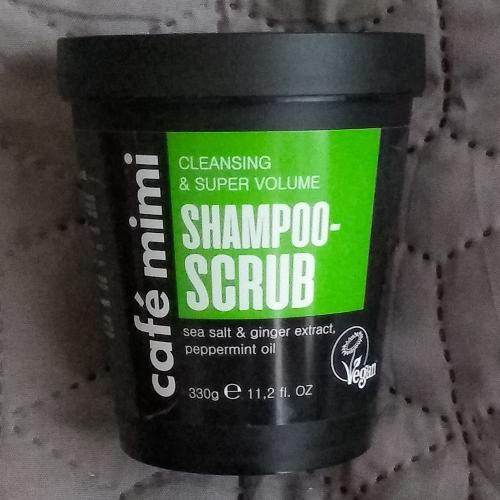 café mimi
CLEANSING
& SUPER VOLUME
SHAMPOO-
SCRUB
sea salt & ginger extract,
peppermint oil
Vegan
330g ℮ 11,2 fl. OZ